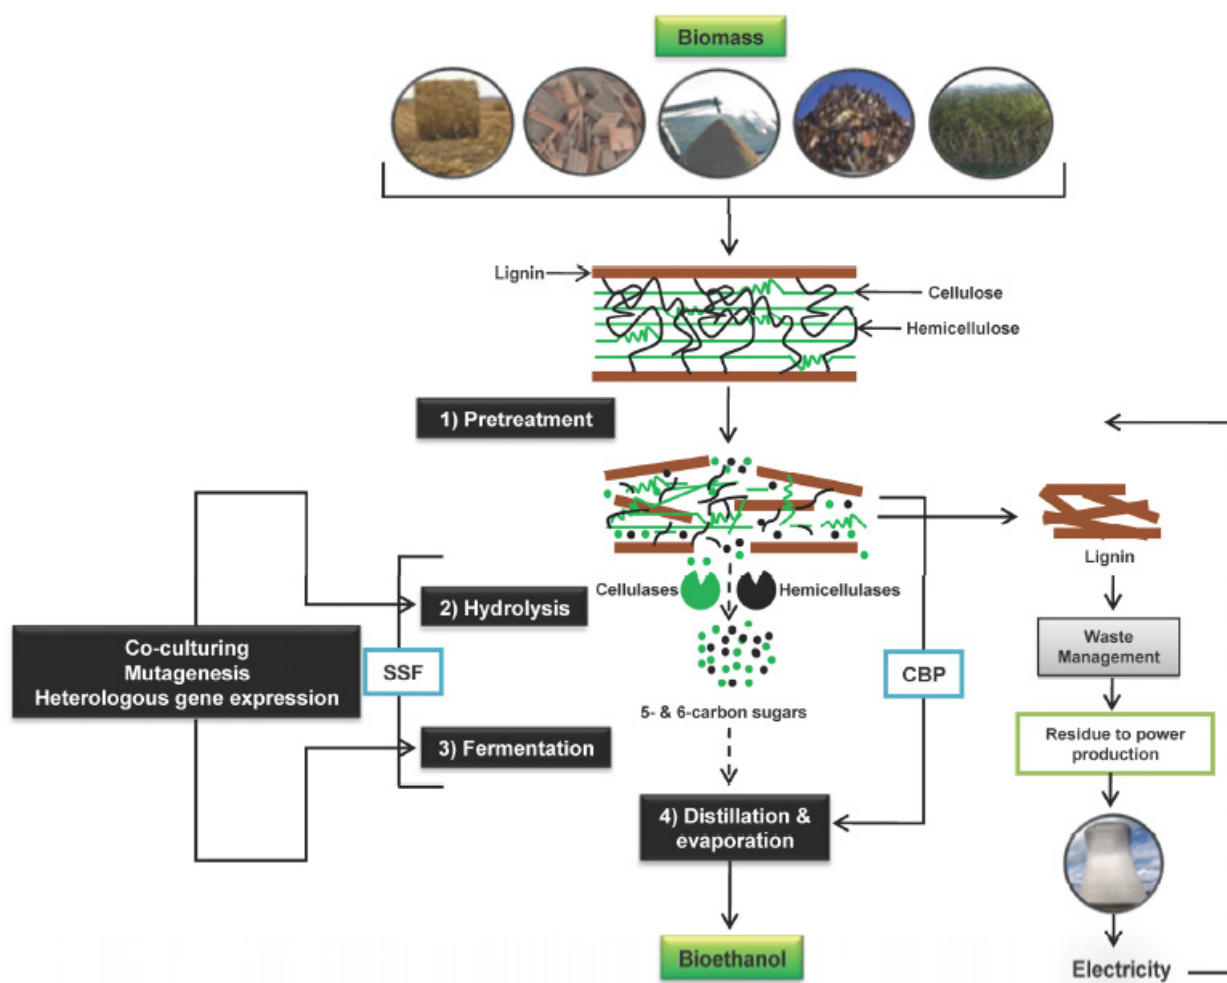 Biomass
Lignin
Cellulose
Hemicellulose
1) Pretreatment
Lignin
Cellulases
Hemicellulases
2) Hydrolysis
Co-culturing
Mutagenesis
Heterologous gene expression
SSF
CBP
Waste
Management
5- & 6-carbon sugars
3) Fermentation
Residue to power
production
4) Distillation &
evaporation
Bioethanol
Electricity